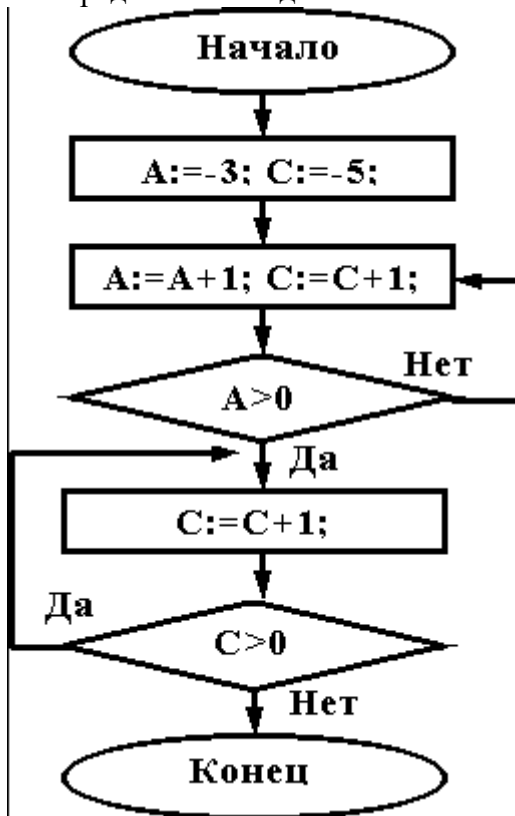 Начало
A:=-3; C:=-5;
A:=A+1; C:=C+1;
Нет
A>0
Да
C:=C+1;
Да
C>0
Нет
Конец